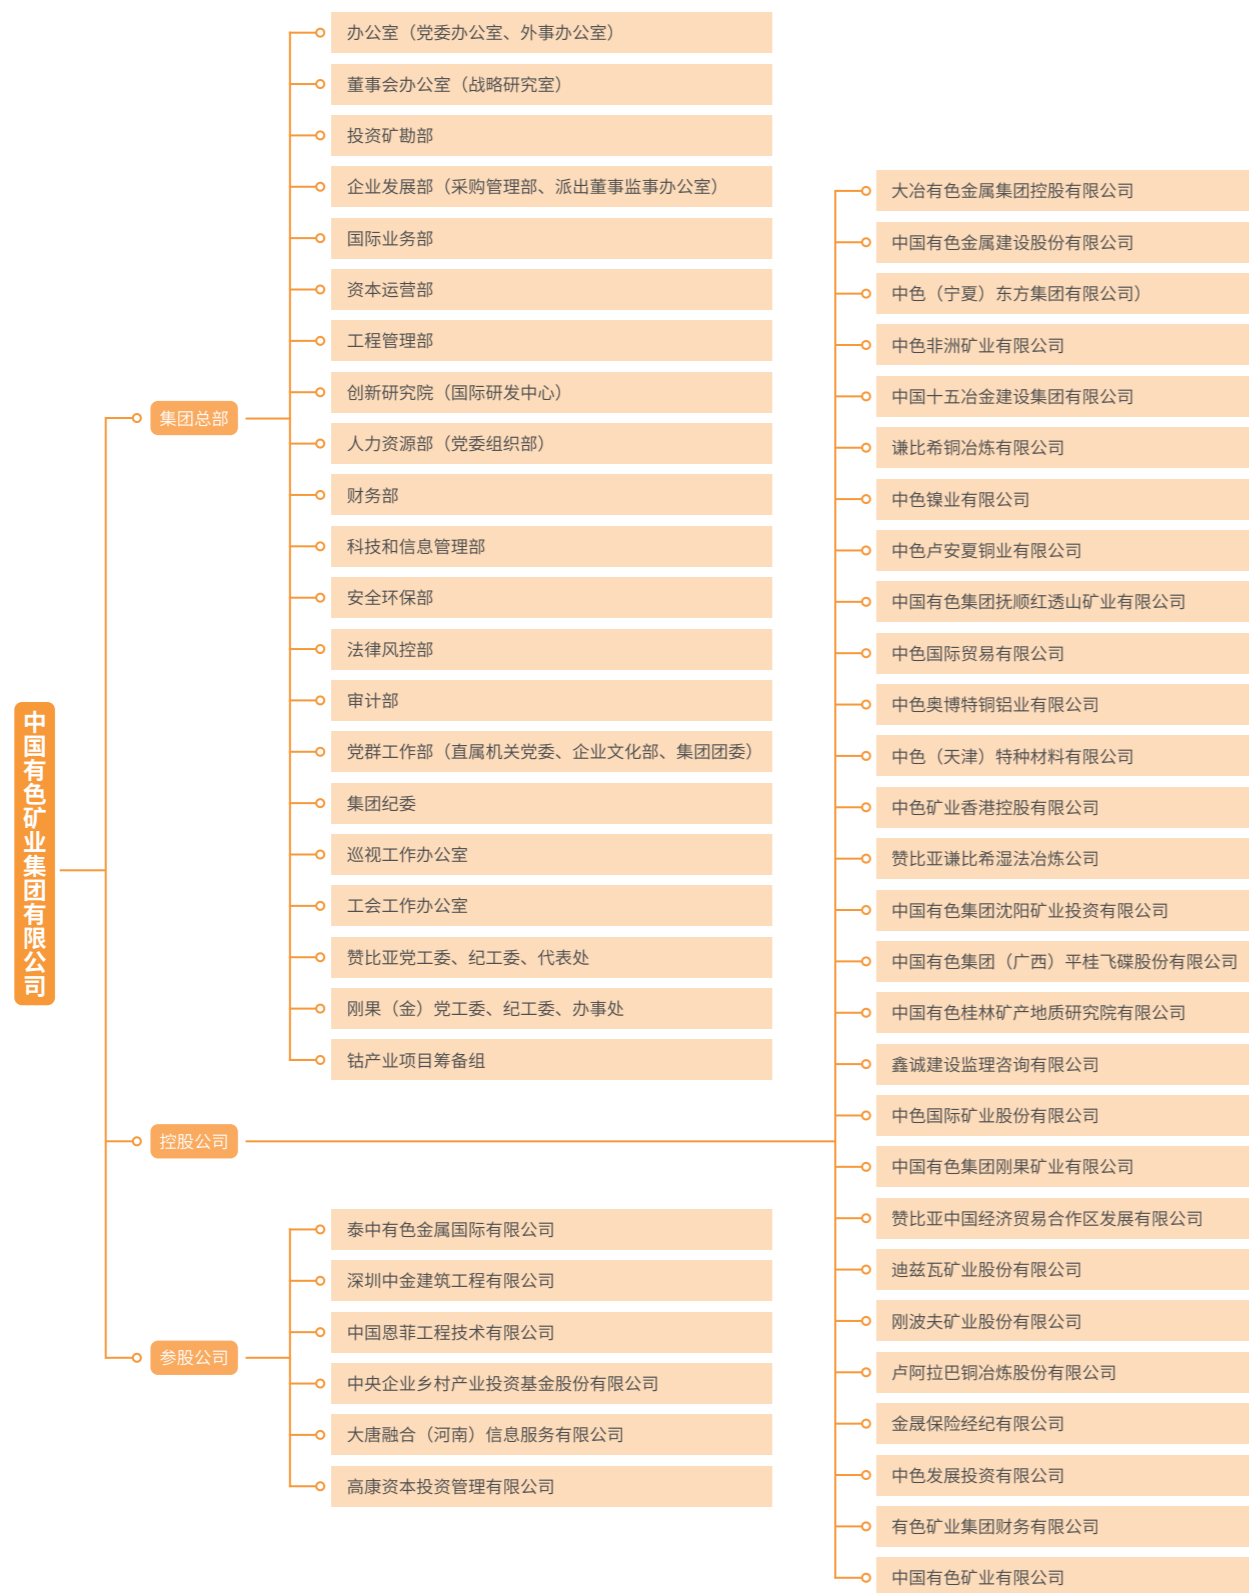 中国有色矿业集团有限公司
集团总部
办公室（党委办公室、外事办公室）
董事会办公室（战略研究室）
投资矿勘部
企业发展部（采购管理部、派出董事监事办公室）
国际业务部
资本运营部
工程管理部
创新研究院（国际研发中心）
人力资源部（党委组织部）
财务部
科技和信息管理部
安全环保部
法律风控部
审计部
党群工作部（直属机关党委、企业文化部、集团团委）
集团纪委
巡视工作办公室
工会工作办公室
赞比亚党工委、纪工委、代表处
刚果（金）党工委、纪工委、办事处
钴产业项目筹备组
控股公司
大冶有色金属集团控股有限公司
中国有色金属建设股份有限公司
中色（宁夏）东方集团有限公司）
中色非洲矿业有限公司
中国十五冶金建设集团有限公司
谦比希铜冶炼有限公司
中色镍业有限公司
中色卢安夏铜业有限公司
中国有色集团抚顺红透山矿业有限公司
中色国际贸易有限公司
中色奥博特铜铝业有限公司
中色（天津）特种材料有限公司
中色矿业香港控股有限公司
赞比亚谦比希湿法冶炼公司
中国有色集团沈阳矿业投资有限公司
中国有色集团（广西）平桂飞碟股份有限公司
中国有色桂林矿产地质研究院有限公司
鑫诚建设监理咨询有限公司
中色国际矿业股份有限公司
中国有色集团刚果矿业有限公司
赞比亚中国经济贸易合作区发展有限公司
迪兹瓦矿业股份有限公司
刚波夫矿业股份有限公司
卢阿拉巴铜冶炼股份有限公司
金晟保险经纪有限公司
中色发展投资有限公司
有色矿业集团财务有限公司
中国有色矿业有限公司
参股公司
泰中有色金属国际有限公司
深圳中金建筑工程有限公司
中国恩菲工程技术有限公司
中央企业乡村产业投资基金股份有限公司
大唐融合（河南）信息服务有限公司
高康资本投资管理有限公司